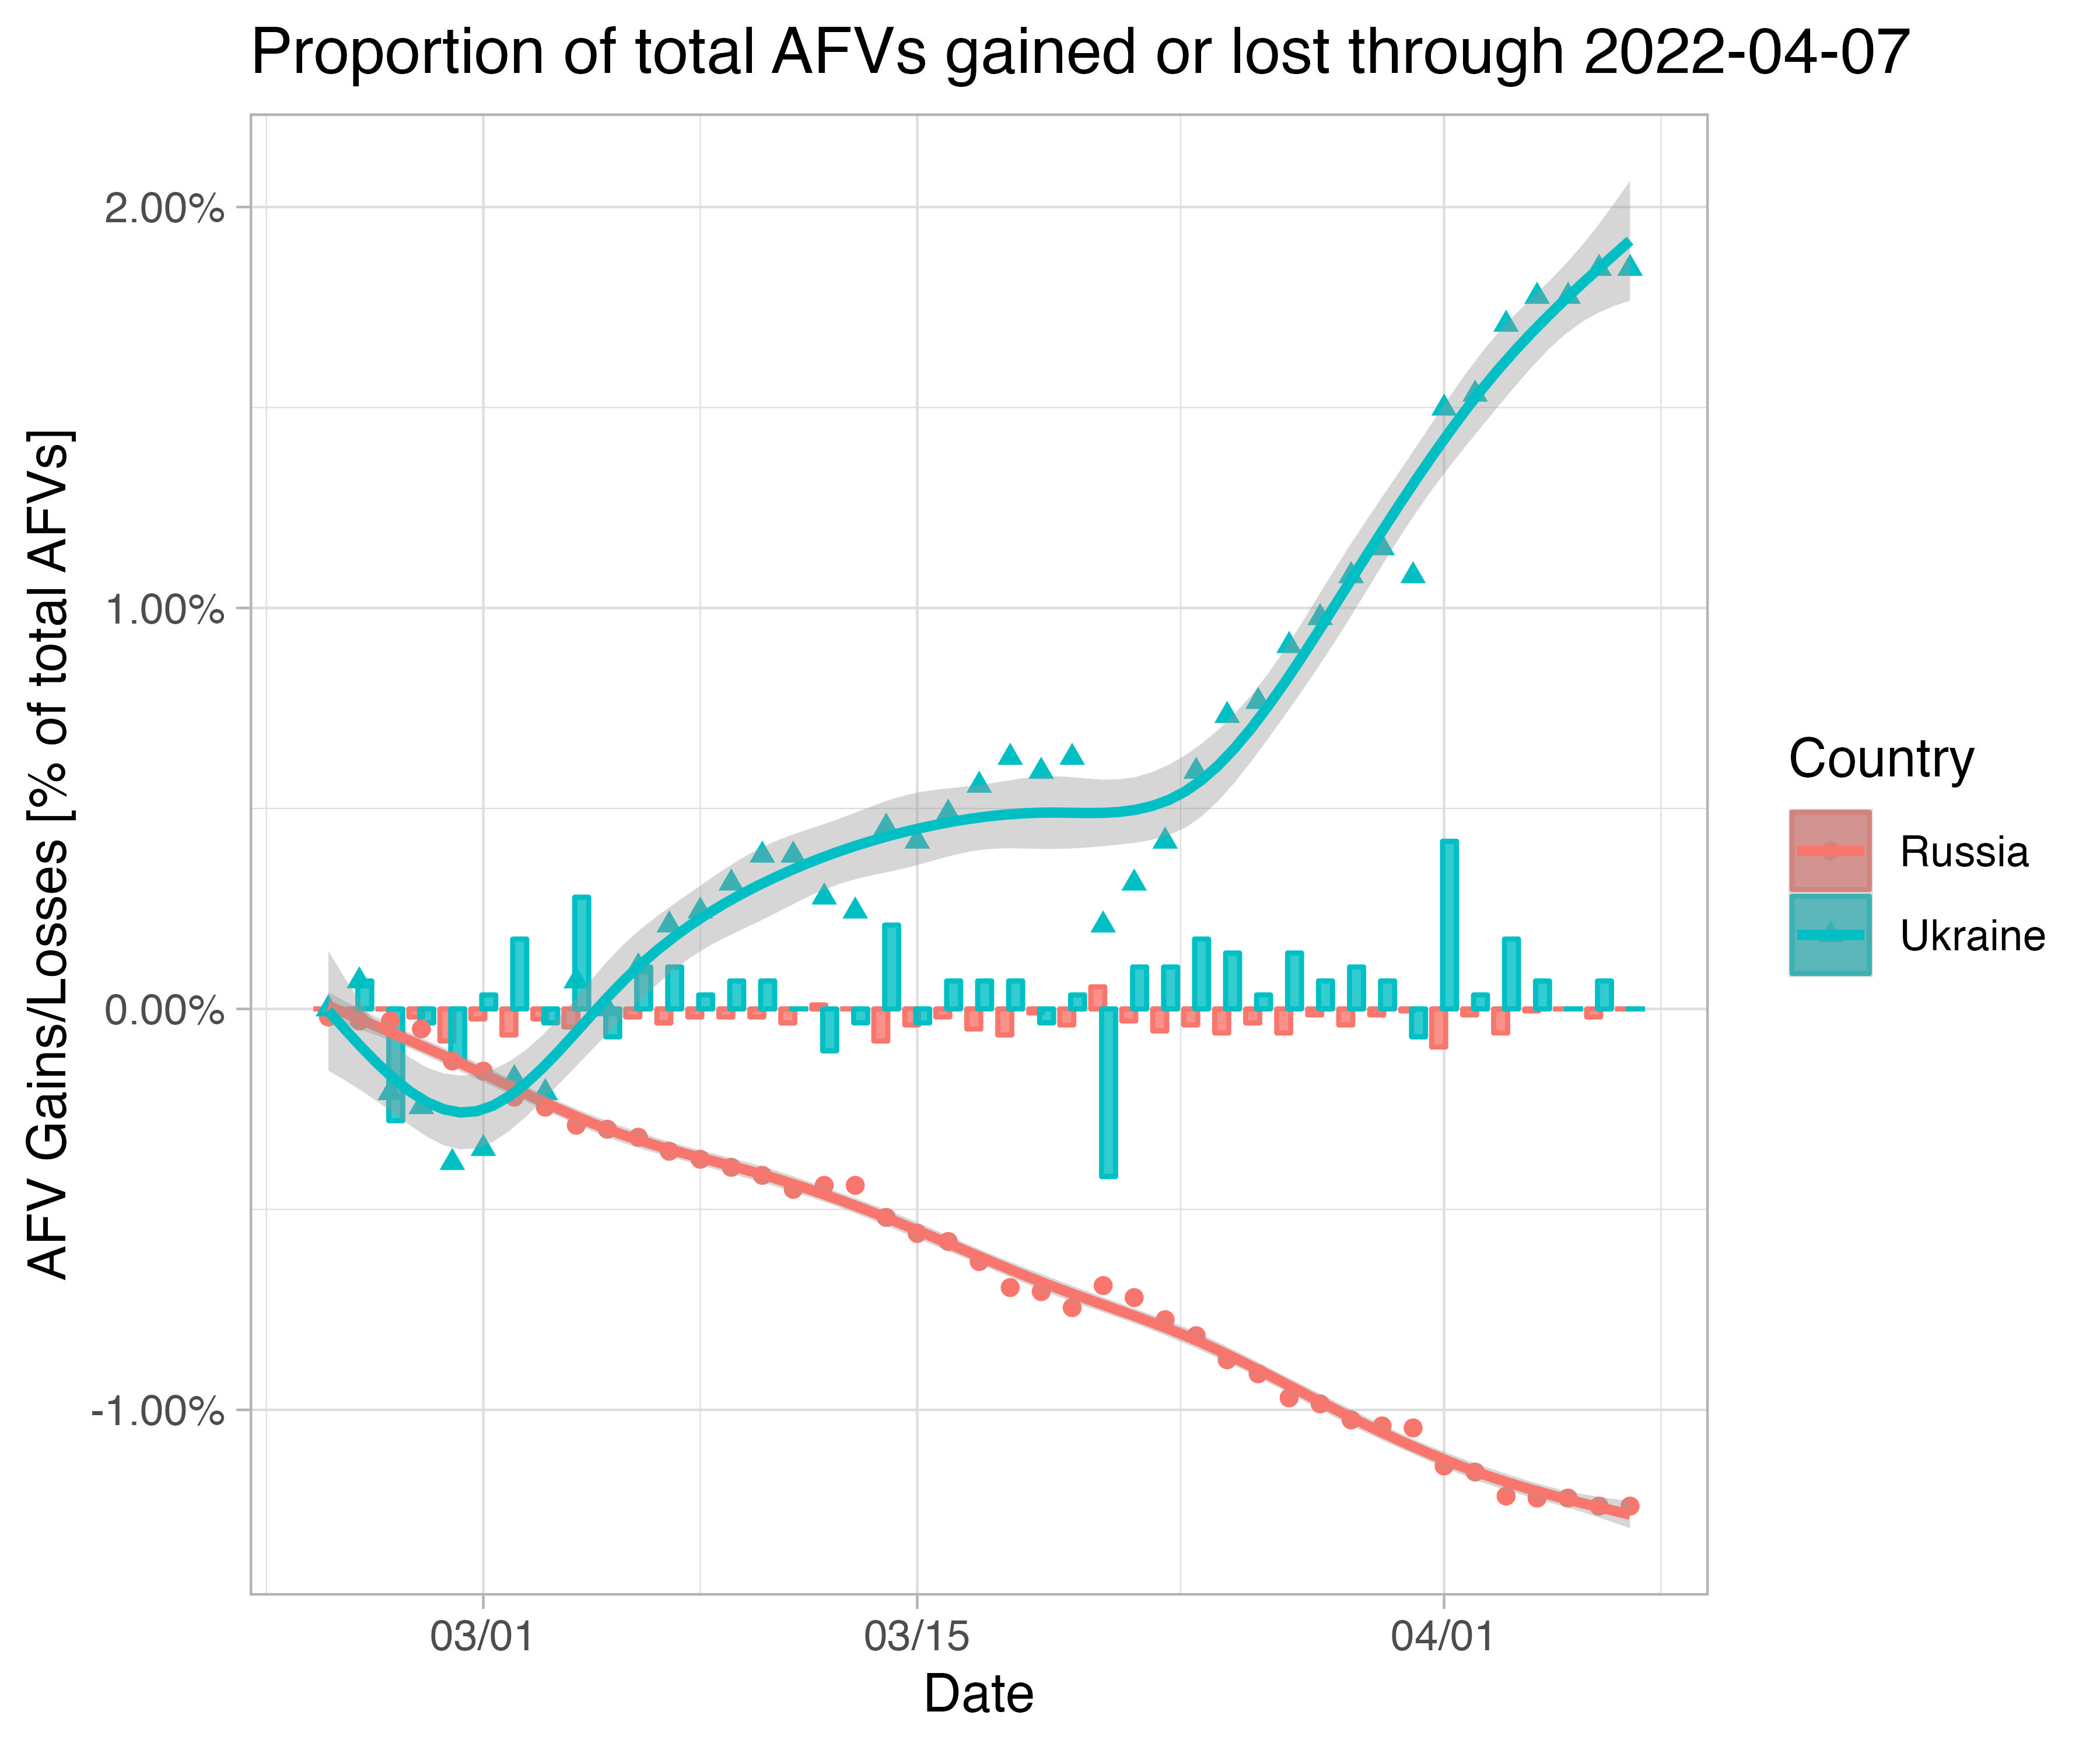 Proportion of total AFVs gained or lost through 2022-04-07
AFV Gains/Losses [% of total AFVs]
2.00%
1.00%
0.00%
-1.00%
03/01
03/15
04/01
Date
Country
Russia
Ukraine